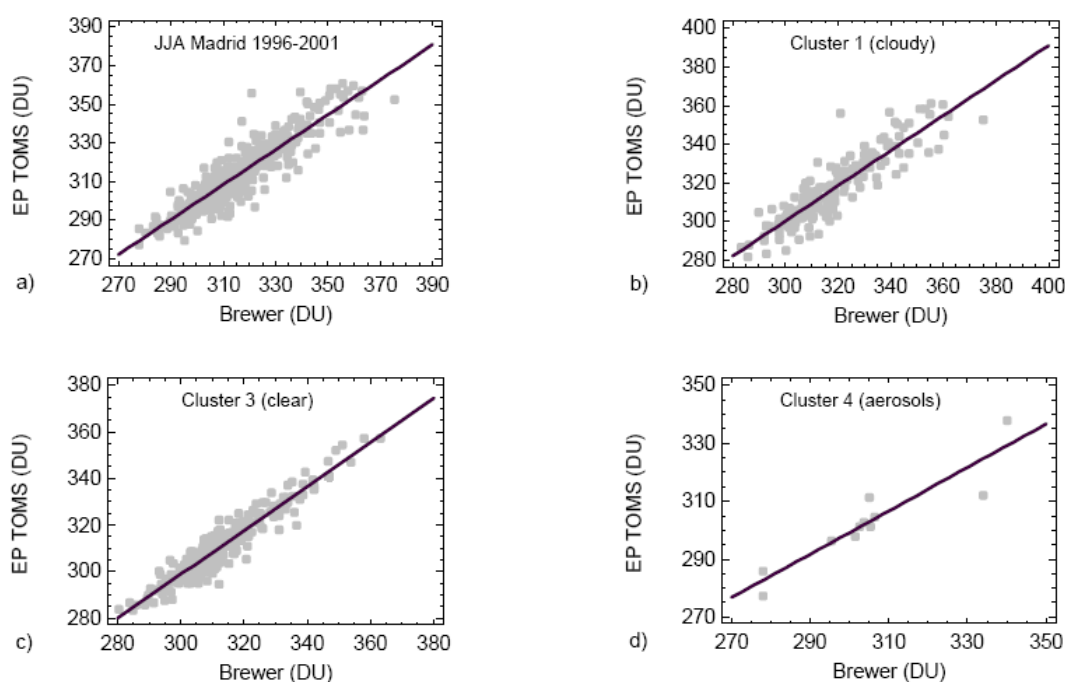 JJA Madrid 1996-2001
EP TOMS (DU)
390
370
350
330
310
290
270
270 290 310 330 350 370 390
Brewer (DU)
a)
Cluster 1 (cloudy)
EP TOMS (DU)
380
360
340
320
300
280
280 300 320 340 360 380 400
Brewer (DU)
b)
Cluster 3 (clear)
EP TOMS (DU)
380
360
340
320
300
280
280 300 320 340 360 380
Brewer (DU)
c)
Cluster 4 (aerosols)
EP TOMS (DU)
350
330
310
290
270
270 290 310 330 350
Brewer (DU)
d)